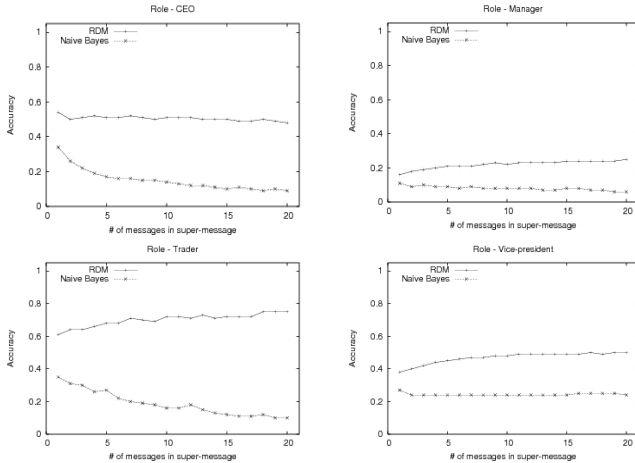 Role - CEO
RDM
Naive Bayes
1
0.8
0.6
0.4
0.2
0
0 5 10 15 20
Accuracy
# of messages in super-message
Role - Manager
RDM
Naive Bayes
1
0.8
0.6
0.4
0.2
0
0 5 10 15 20
Accuracy
# of messages in super-message
Role - Trader
RDM
Naive Bayes
1
0.8
0.6
0.4
0.2
0
0 5 10 15 20
Accuracy
# of messages in super-message
Role - Vice-president
RDM
Naive Bayes
1
0.8
0.6
0.4
0.2
0
0 5 10 15 20
Accuracy
# of messages in super-message